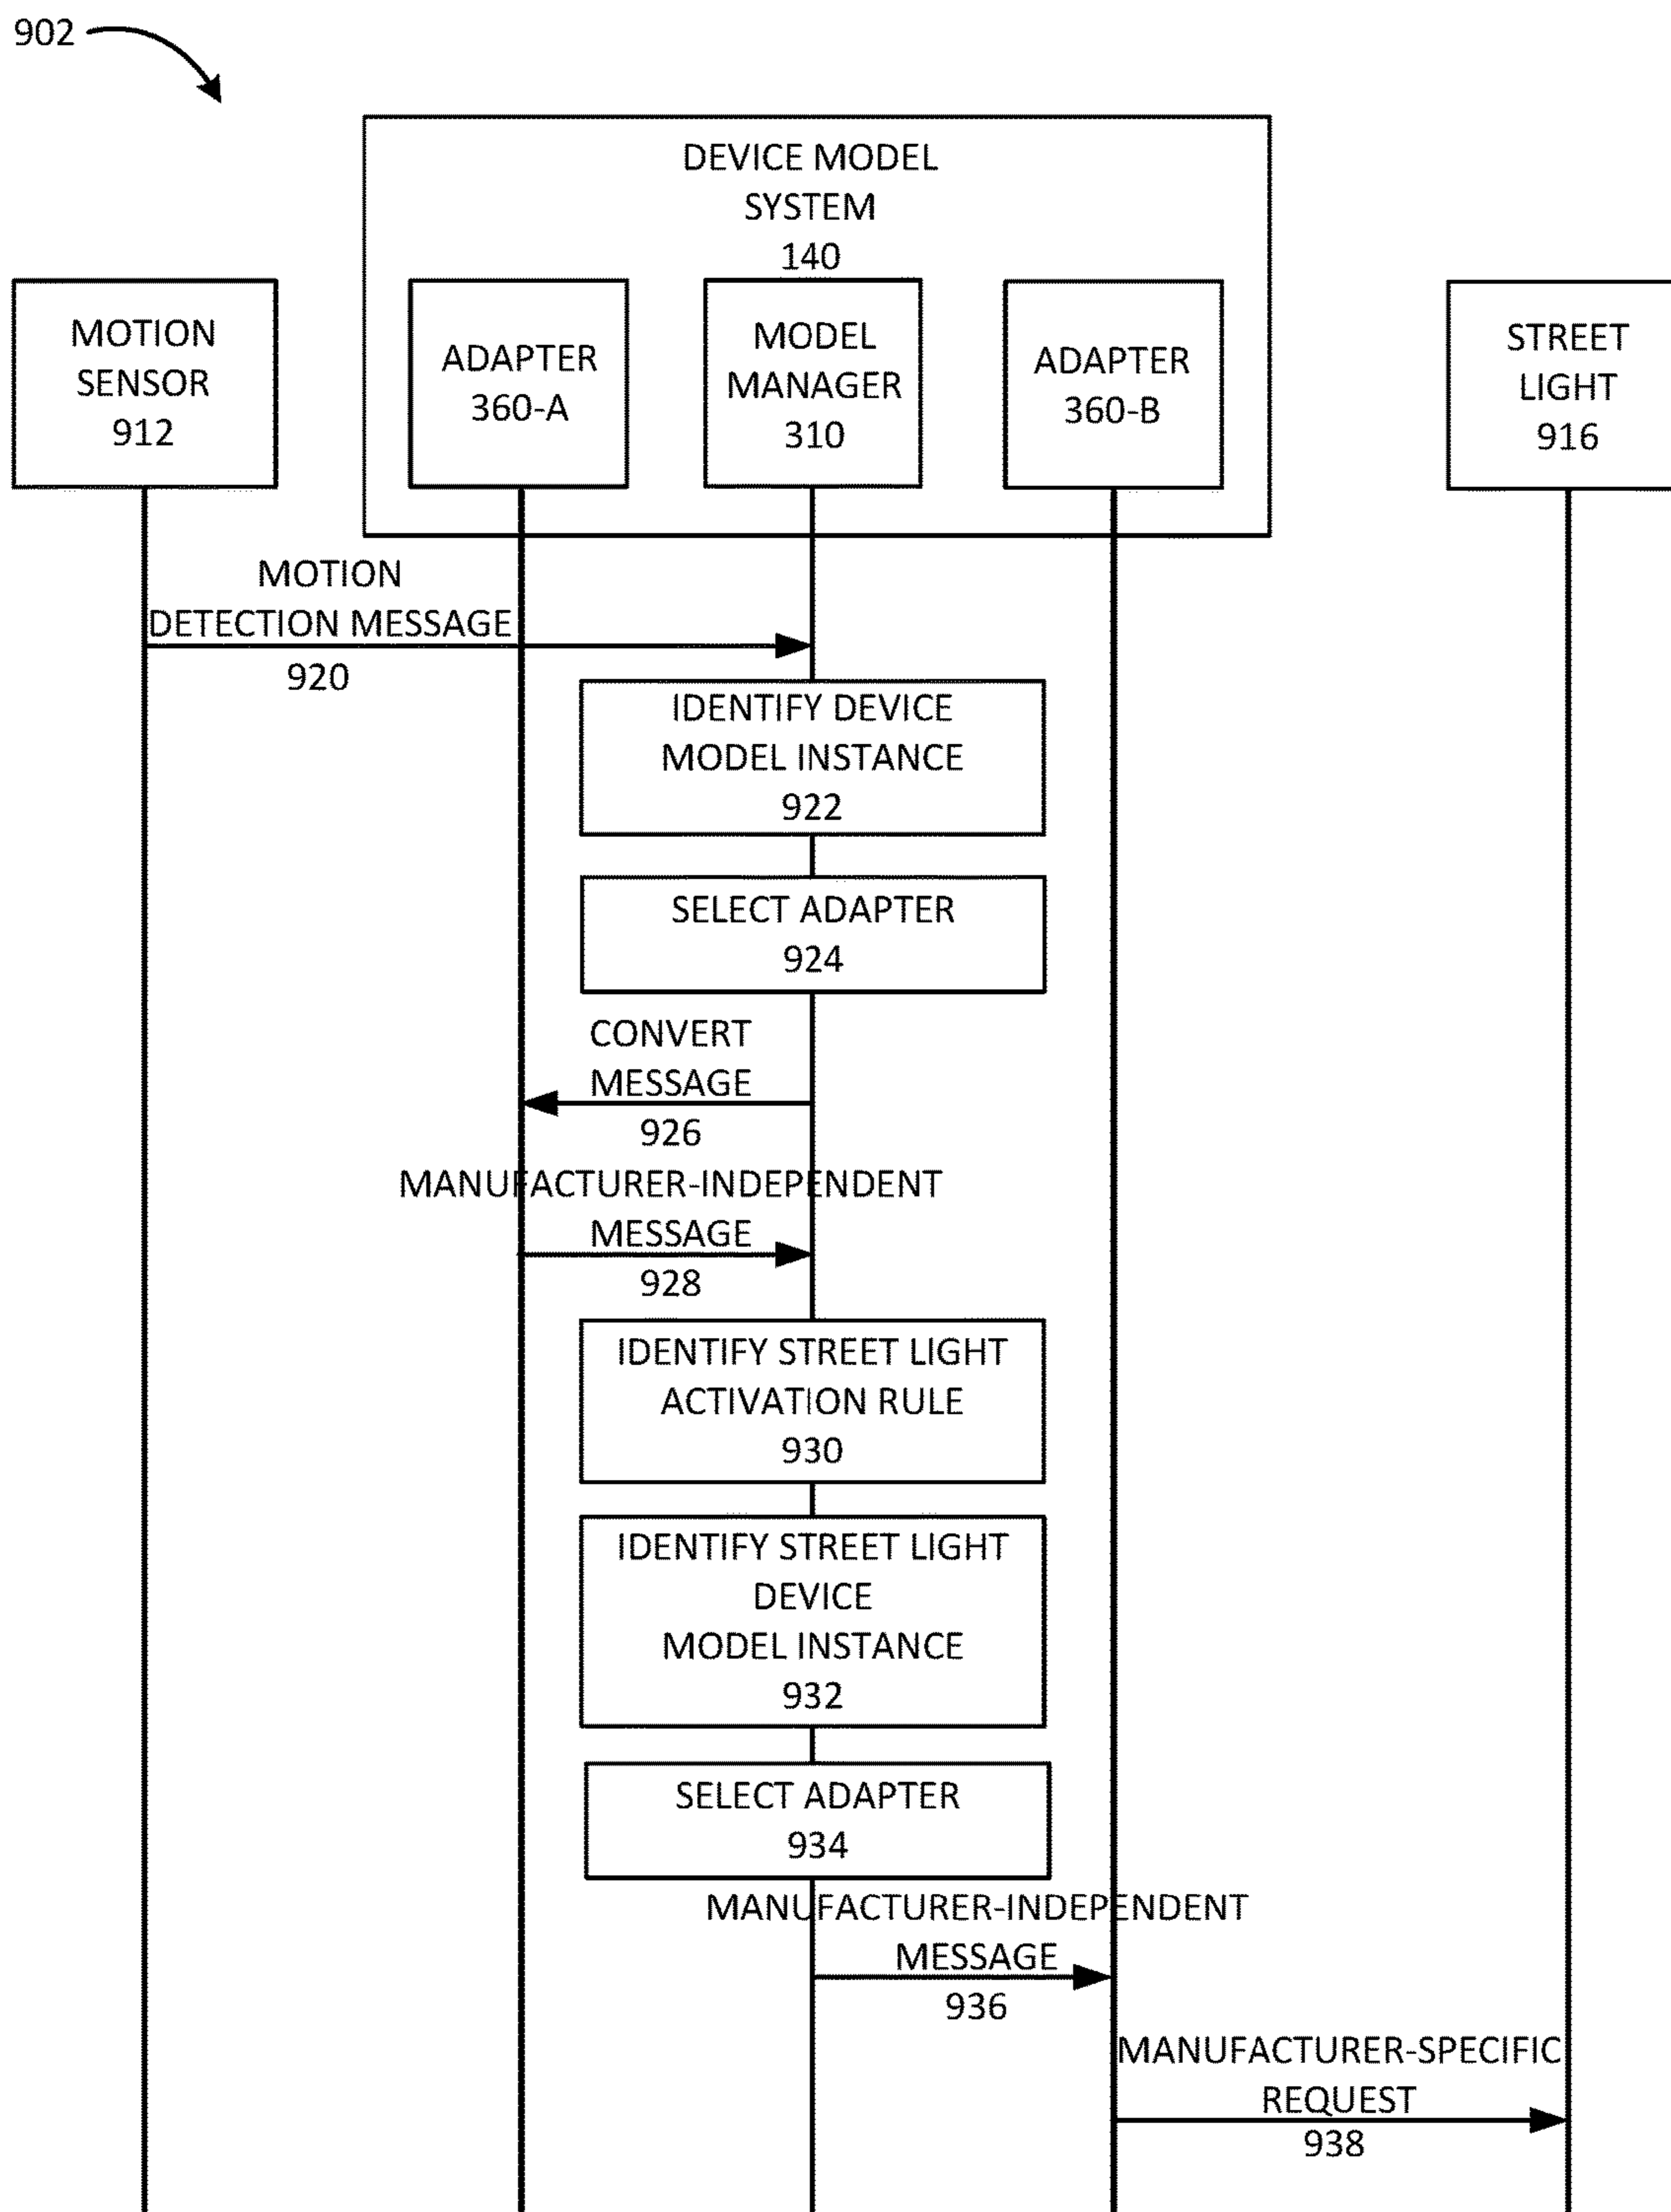 902
DEVICE MODEL
SYSTEM
140
MOTION
SENSOR
912
ADAPTER
360-A
MODEL
MANAGER
310
ADAPTER
360-B
STREET
LIGHT
916
MOTION
DETECTION MESSAGE
920
IDENTIFY DEVICE
MODEL INSTANCE
922
SELECT ADAPTER
924
CONVERT
MESSAGE
926
MANUFACTURER-INDEPENDENT
MESSAGE
928
IDENTIFY STREET LIGHT
ACTIVATION RULE
930
IDENTIFY STREET LIGHT
DEVICE
MODEL INSTANCE
932
SELECT ADAPTER
934
MANUFACTURER-INDEPENDENT
MESSAGE
936
MANUFACTURER-SPECIFIC
REQUEST
938